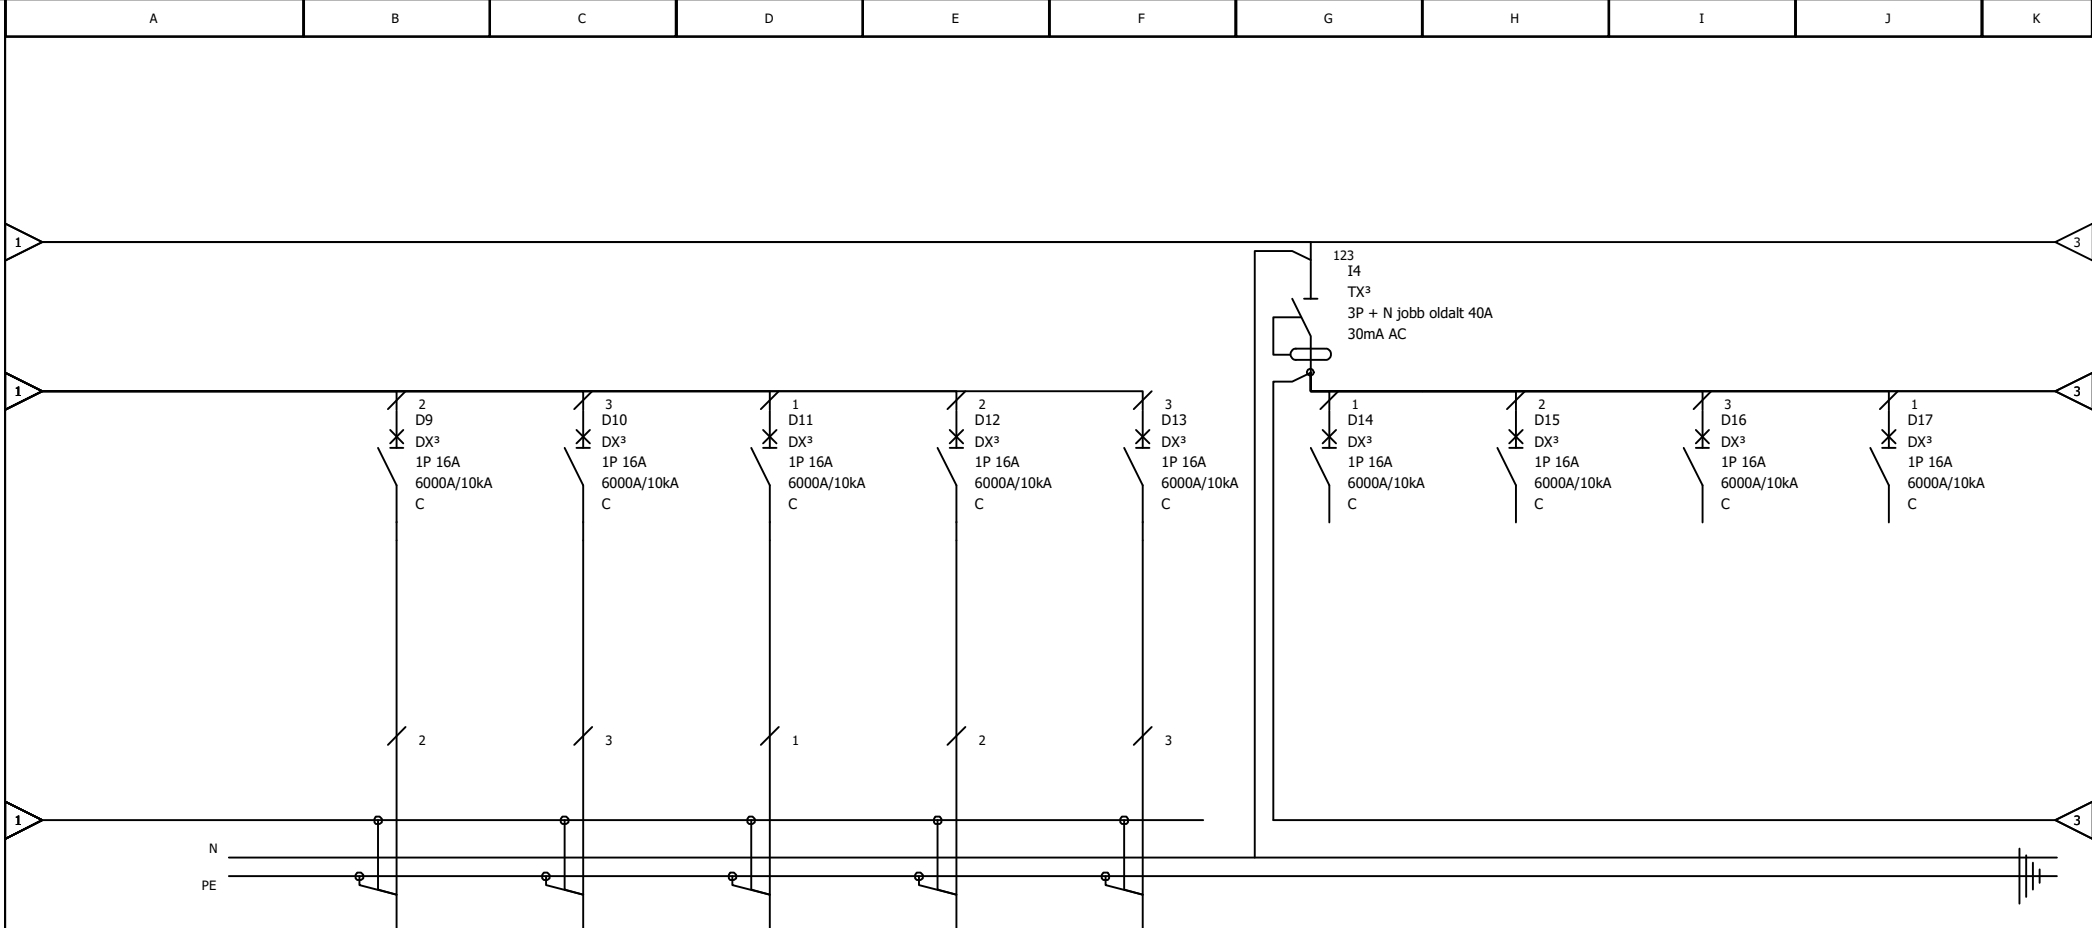 A B C D E F G H I J K
1
3
123
I4
TX³
3P + N jobb oldalt 40A
30mA AC
1
3
2
D9
DX³
1P 16A
6000A/10kA
C
3
D10
DX³
1P 16A
6000A/10kA
C
1
D11
DX³
1P 16A
6000A/10kA
C
2
D12
DX³
1P 16A
6000A/10kA
C
3
D13
DX³
1P 16A
6000A/10kA
C
1
D14
DX³
1P 16A
6000A/10kA
C
2
D15
DX³
1P 16A
6000A/10kA
C
3
D16
DX³
1P 16A
6000A/10kA
C
1
D17
DX³
1P 16A
6000A/10kA
C
2 3 1 2 3
1
3
N
PE